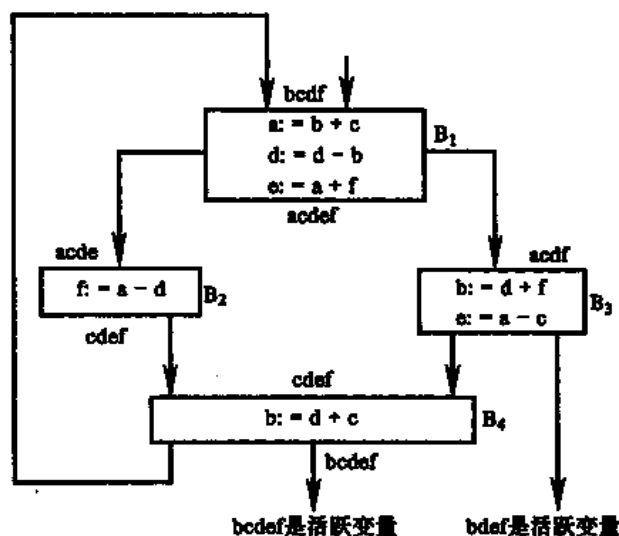 bcdf
a: = b + c
d: = d - b
e: = a + f
B1
acdef
acde
f: = a - d
B2
cdef
acdf
b: = d + f
e: = a - c
B3
cdef
b: = d + c
B4
bcdef
bcdef是活跃变量
bdef是活跃变量